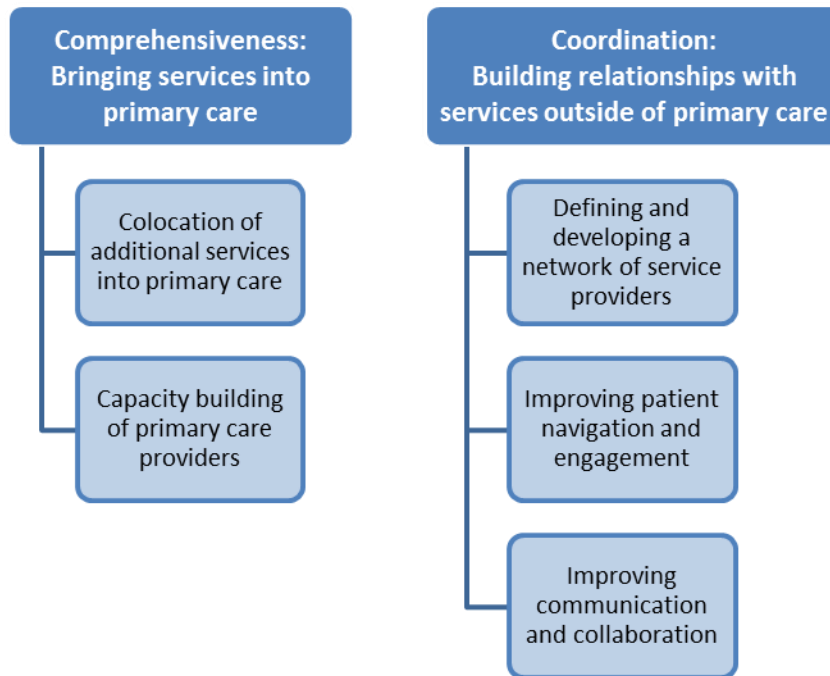 Comprehensiveness:
Bringing services into
primary care
Colocation of
additional services
into primary care
Capacity building
of primary care
providers
Coordination:
Building relationships with
services outside of primary care
Defining and
developing a
network of service
providers
Improving patient
navigation and
engagement
Improving
communication
and collaboration